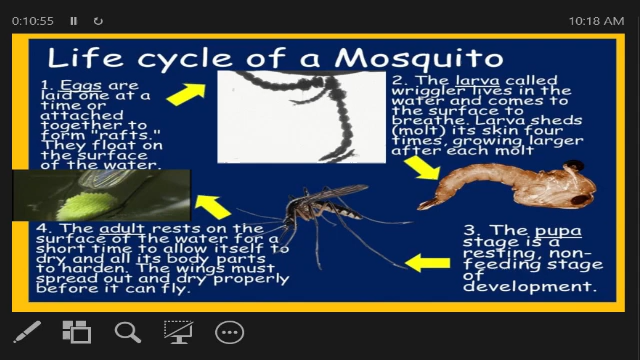 0:10:55
10:18 AM
Life cycle of a Mosquito
1. Eggs are
laid one at a
time or
attached
together to
form "rafts."
They float on
the surface
of the water.
2. The larva called
wriggler lives in the
water and comes to
the surface to
breathe. Larva sheds
(molt) its skin four
times, growing larger
after each molt
4. The adult rests on the
surface of the water for a
short time to allow itself to
dry and all its body parts
to harden. The wings must
spread out and dry properly
before it can fly.
3. The pupa
stage is a
resting, non-
feeding stage
of
development.